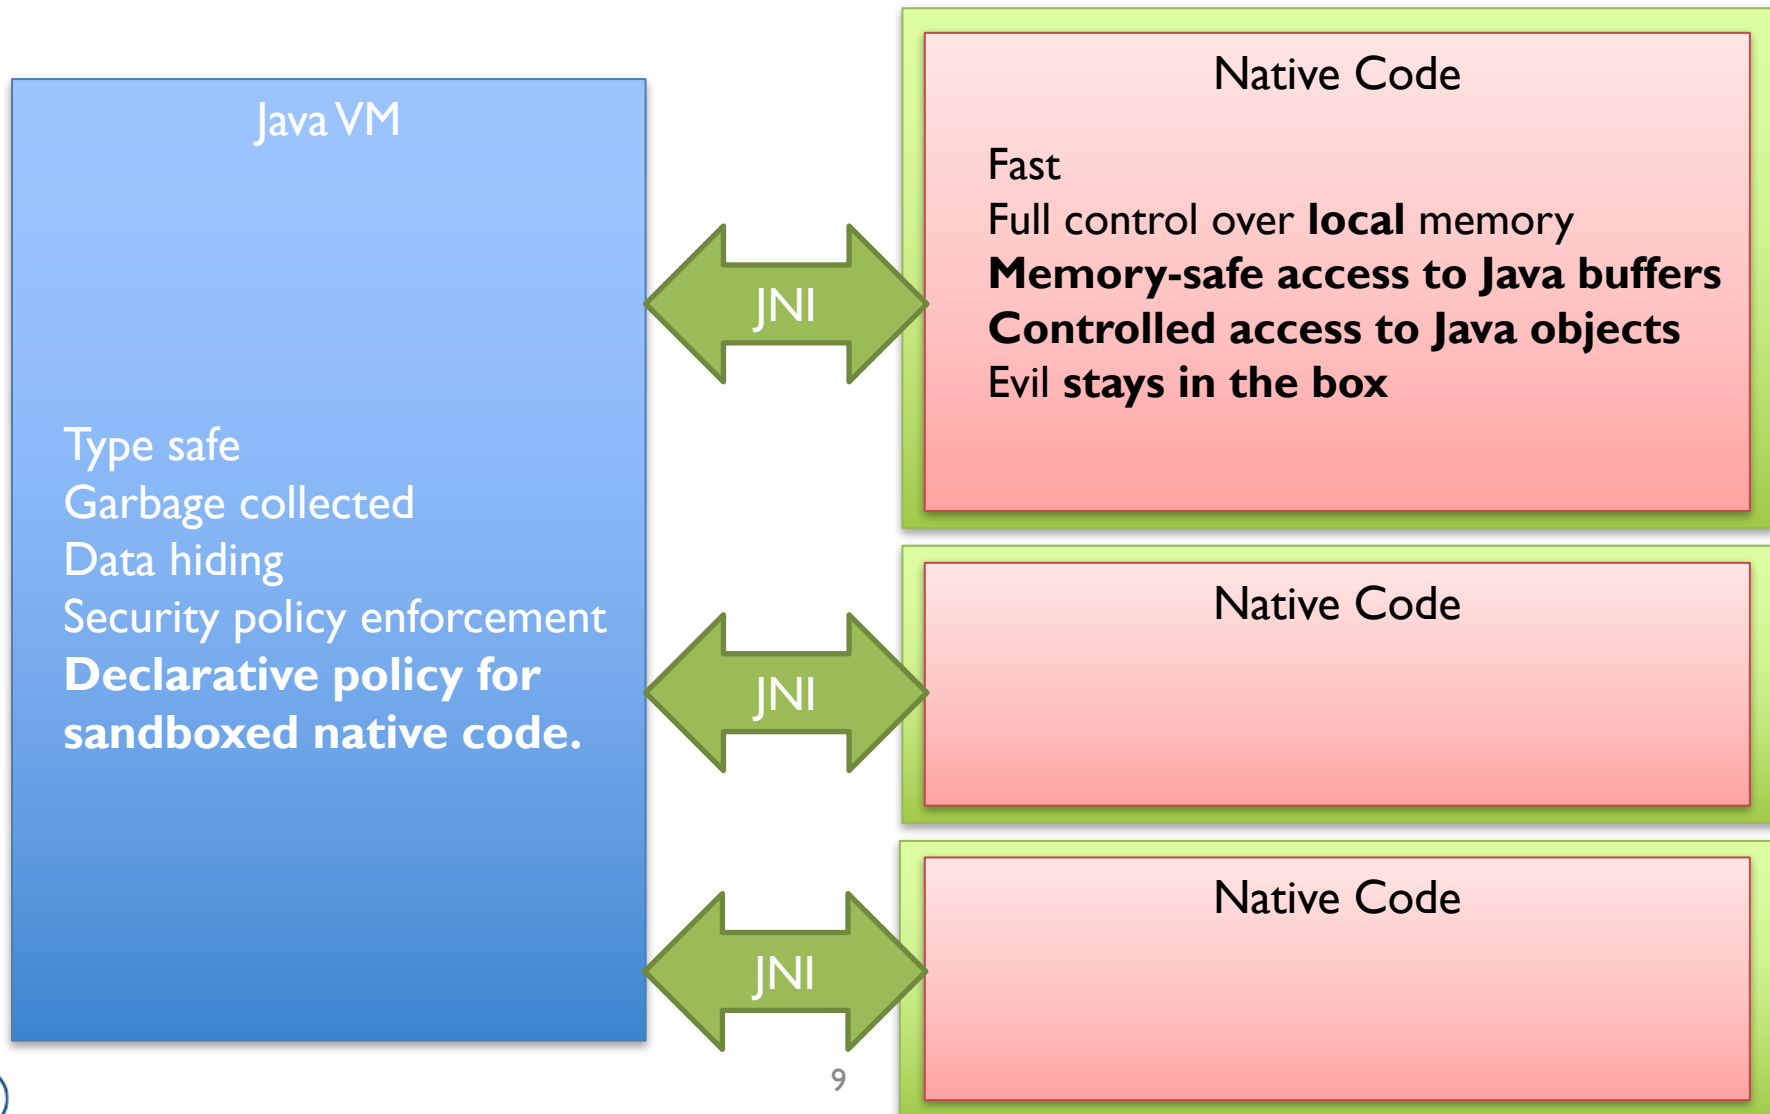 Java VM
Type safe
Garbage collected
Data hiding
Security policy enforcement
Declarative policy for
sandboxed native code.
JNI
Native Code
Fast
Full control over local memory
Memory-safe access to Java buffers
Controlled access to Java objects
Evil stays in the box
JNI
Native Code
JNI
Native Code
9